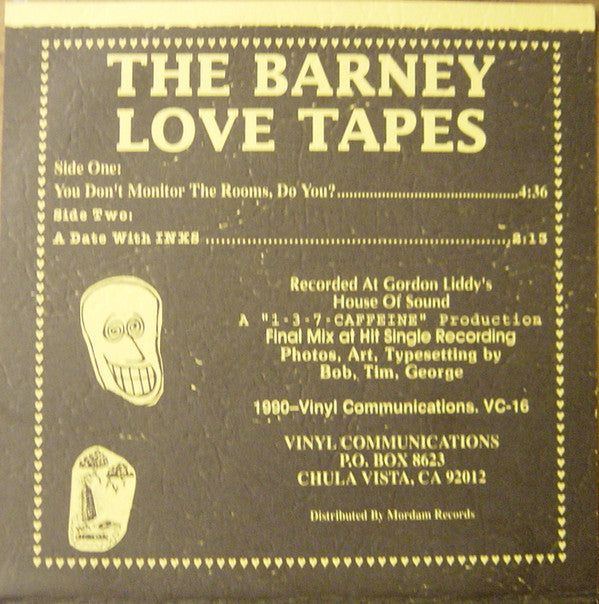 THE BARNEY
LOVE TAPES
Side One:
You Don't Monitor The Rooms, Do You?..........................................4:36
Side Two:
A Date With INXS ..........................................................2:15
Recorded At Gordon Liddy's
House Of Sound
A "1-3-7-CAFFEINE" Production
Final Mix at Hit Single Recording
Photos, Art, Typesetting by
Bob, Tim, George
1990–Vinyl Communications. VC-16
VINYL COMMUNICATIONS
P.O. BOX 8623
CHULA VISTA, CA 92012
Distributed By Mordam Records